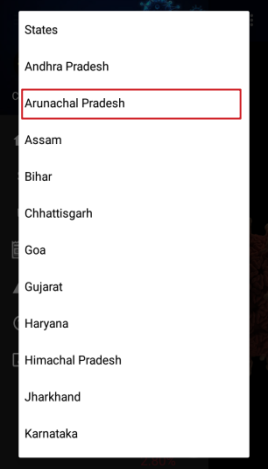 States
Andhra Pradesh
Arunachal Pradesh
Assam
Bihar
Chhattisgarh
Goa
Gujarat
Haryana
Himachal Pradesh
Jharkhand
Karnataka